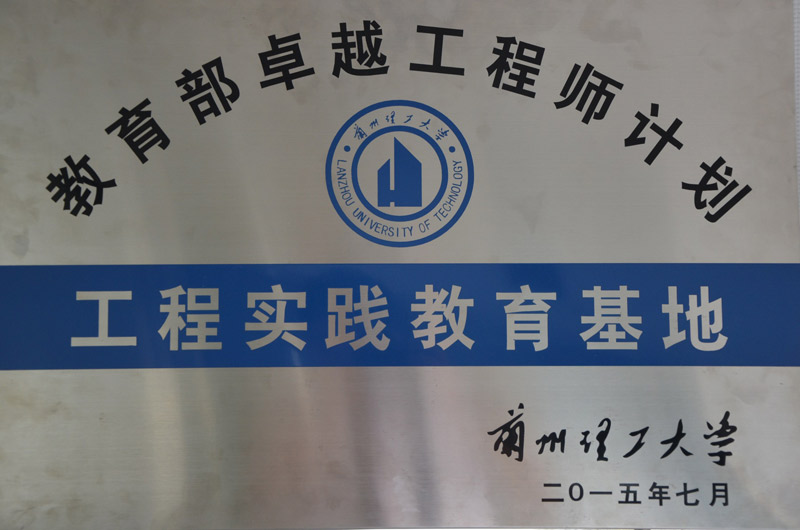 教育部卓越工程师计划
兰州理工大学
LANZHOU UNIVERSITY OF TECHNOLOGY
工程实践教育基地
兰州理工大学
二〇一五年七月